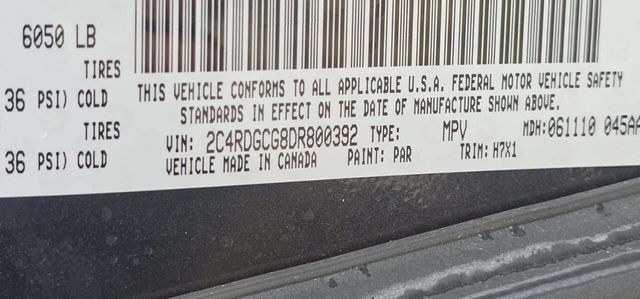 6050 LB
TIRES
36 PSI) COLD
TIRES
36 PSI) COLD
THIS VEHICLE CONFORMS TO ALL APPLICABLE U.S.A. FEDERAL MOTOR VEHICLE SAFETY
STANDARDS IN EFFECT ON THE DATE OF MANUFACTURE SHOWN ABOVE.
VIN: 2C4RDGCG8DR800392 TYPE: MPV MDH: 061110 045AA
VEHICLE MADE IN CANADA PAINT: PAR TRIM: H7X1